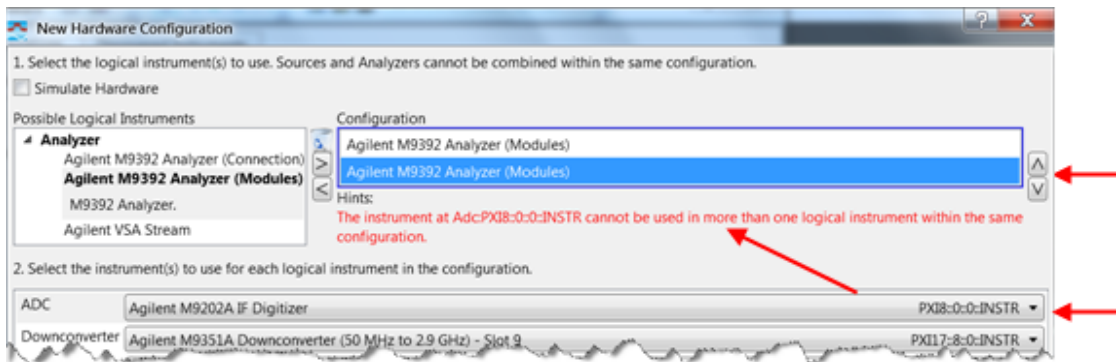 New Hardware Configuration
?
X
1. Select the logical instrument(s) to use. Sources and Analyzers cannot be combined within the same configuration.
Simulate Hardware
Possible Logical Instruments
Configuration
Analyzer
Agilent M9392 Analyzer (Connection)
Agilent M9392 Analyzer (Modules)
M9392 Analyzer.
Agilent VSA Stream
>
<
Agilent M9392 Analyzer (Modules)
Agilent M9392 Analyzer (Modules)
Hints:
The instrument at Adc:PXI8::0::0::INSTR cannot be used in more than one logical instrument within the same
configuration.
2. Select the instrument(s) to use for each logical instrument in the configuration.
ADC
Agilent M9202A IF Digitizer PXI8::0::0::INSTR
Downconverter Agilent M9351A Downconverter (50 MHz to 2.9 GHz) - Slot 9 PXI17::8::0::INSTR